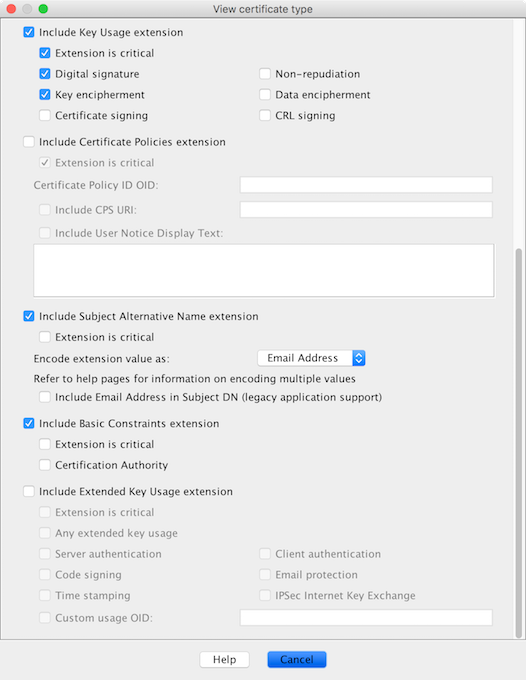 View certificate type
Include Key Usage extension
Extension is critical
Digital signature Non-repudiation
Key encipherment Data encipherment
Certificate signing CRL signing
Include Certificate Policies extension
Extension is critical
Certificate Policy ID OID:
Include CPS URI:
Include User Notice Display Text:
Include Subject Alternative Name extension
Extension is critical
Encode extension value as: Email Address
Refer to help pages for information on encoding multiple values
Include Email Address in Subject DN (legacy application support)
Include Basic Constraints extension
Extension is critical
Certification Authority
Include Extended Key Usage extension
Extension is critical
Any extended key usage
Server authentication Client authentication
Code signing Email protection
Time stamping IPSec Internet Key Exchange
Custom usage OID:
Help Cancel